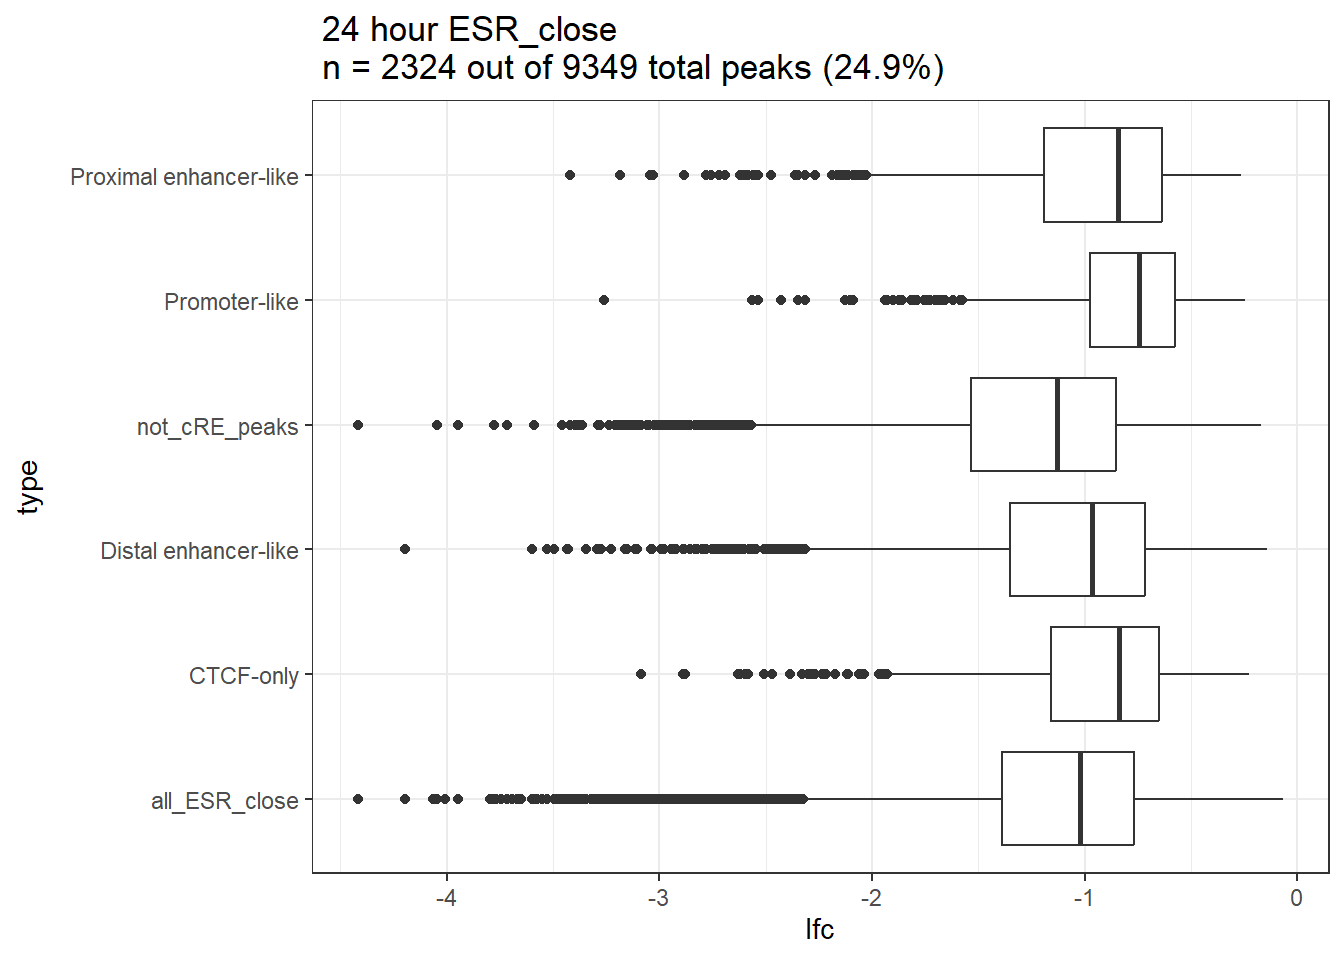 24 hour ESR_close
n = 2324 out of 9349 total peaks (24.9%)
Proximal enhancer-like
Promoter-like
not_cRE_peaks
Distal enhancer-like
CTCF-only
all_ESR_close
type
-4 -3 -2 -1 0
lfc